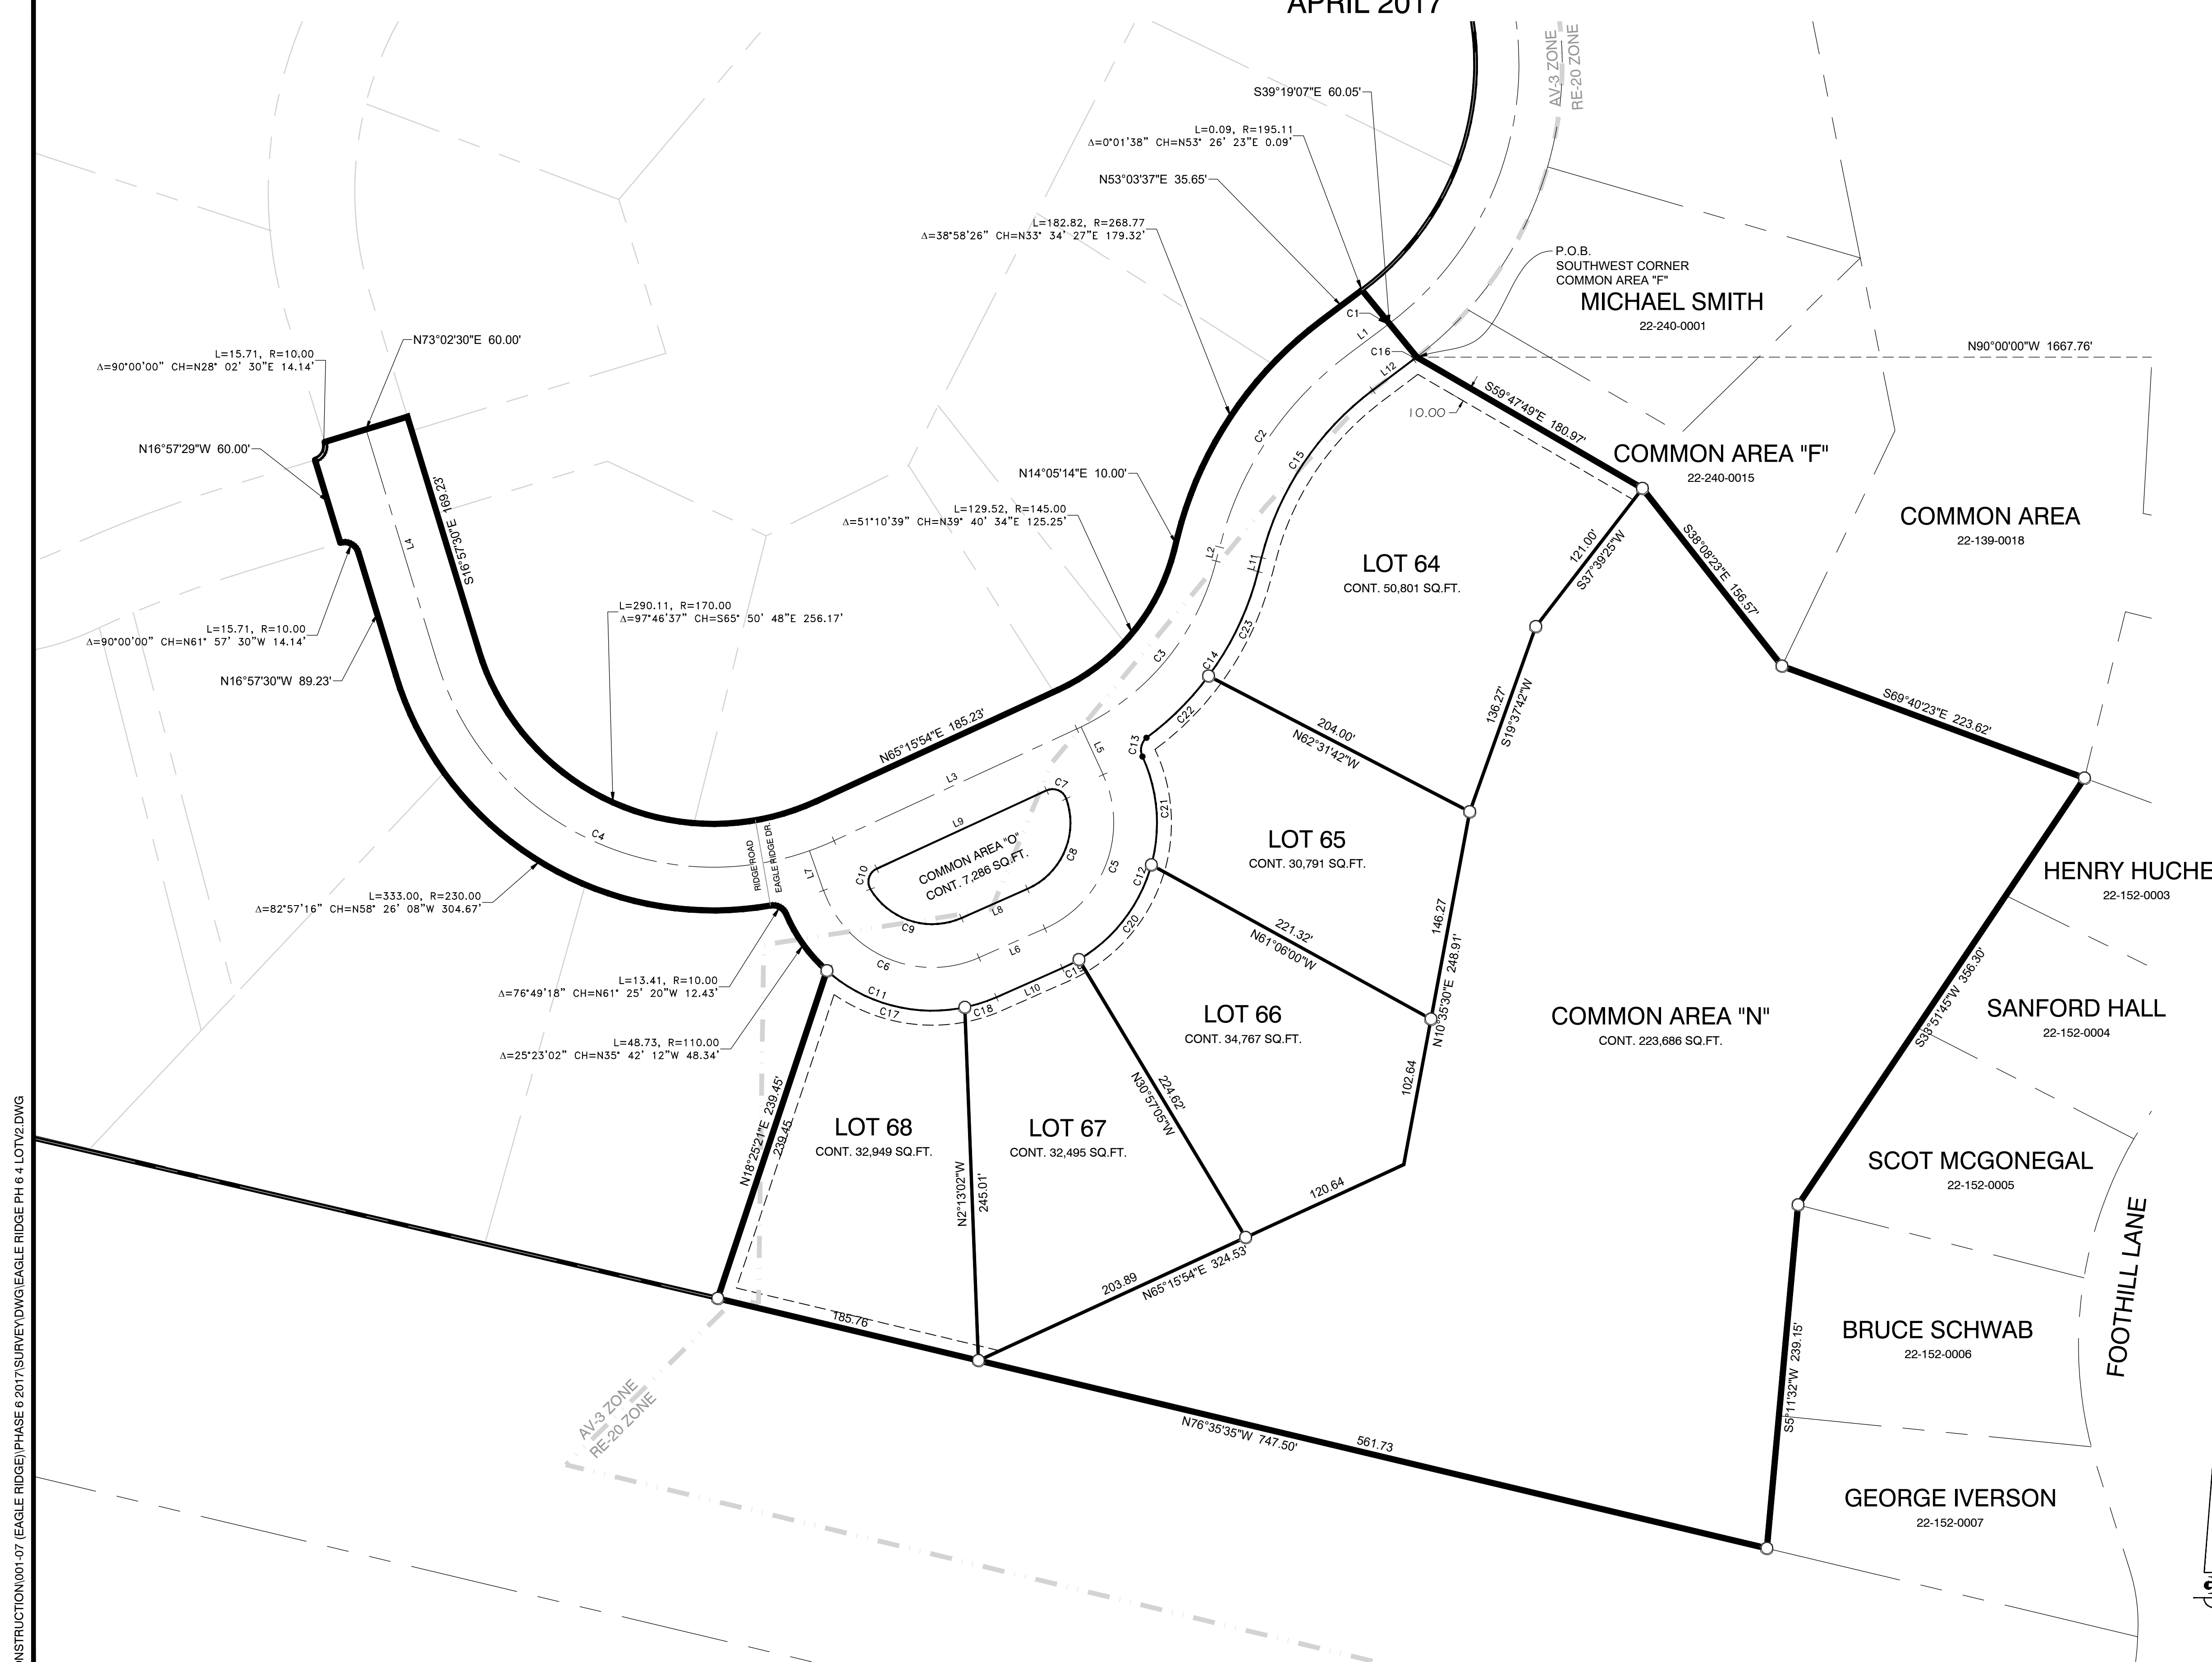 APRIL 2017
AV-3 ZONE
RE-20 ZONE
S39°19'07"E 60.05'
L=0.09, R=195.11
Δ=0°01'38" CH=N53° 26' 23"E 0.09'
N53°03'37"E 35.65'
L=182.82, R=268.77
Δ=38°58'26" CH=N33° 34' 27"E 179.32'
P.O.B.
SOUTHWEST CORNER
COMMON AREA "F"
MICHAEL SMITH
22-240-0001
C1
L1
C16
L12
N90°00'00"W 1667.76'
N73°02'30"E 60.00'
L=15.71, R=10.00
Δ=90°00'00" CH=N28° 02' 30"E 14.14'
N16°57'29"W 60.00'
S59°47'49"E 180.97'
10.00
COMMON AREA "F"
22-240-0015
C2
C15
N14°05'14"E 10.00'
L=129.52, R=145.00
Δ=51°10'39" CH=N39° 40' 34"E 125.25'
COMMON AREA
22-139-0018
L4
S16°57'30"E 169.23'
L2
L11
LOT 64
CONT. 50,801 SQ.FT.
121.00'
S37°39'25"W
S38°08'23"E 156.57'
L=290.11, R=170.00
Δ=97°46'37" CH=S65° 50' 48"E 256.17'
L=15.71, R=10.00
Δ=90°00'00" CH=N61° 57' 30"W 14.14'
N16°57'30"W 89.23'
C3
C23
C14
136.27'
S19°37'42"W
S69°40'23"E 223.62'
N65°15'54"E 185.23'
C22
204.00'
N62°31'42"W
C13
L5
L3
C7
C21
L9
COMMON AREA "O"
CONT. 7,286 SQ.FT.
C8
C5
C10
C4
RIDGE ROAD
EAGLE RIDGE DR.
L7
LOT 65
CONT. 30,791 SQ.FT.
C12
HENRY HUCHE
22-152-0003
L=333.00, R=230.00
Δ=82°57'16" CH=N58° 26' 08"W 304.67'
L8
C9
C20
L6
C6
221.32'
N61°06'00"W
146.27
N10°35'30"E 248.91'
L=13.41, R=10.00
Δ=76°49'18" CH=N61° 25' 20"W 12.43'
C11
C17
C18
L10
C19
LOT 66
CONT. 34,767 SQ.FT.
COMMON AREA "N"
CONT. 223,686 SQ.FT.
S33°51'45"W 356.30'
SANFORD HALL
22-152-0004
L=48.73, R=110.00
Δ=25°23'02" CH=N35° 42' 12"W 48.34'
N18°25'21"E 239.45'
239.45
LOT 68
CONT. 32,949 SQ.FT.
LOT 67
CONT. 32,495 SQ.FT.
224.62'
N30°57'05"W
102.64
N2°13'02"W
245.01'
120.64
SCOT MCGONEGAL
22-152-0005
FOOTHILL LANE
203.89
N65°15'54"E 324.53'
185.76
BRUCE SCHWAB
22-152-0006
S5°11'32"W 239.15'
AV-3 ZONE
RE-20 ZONE
N76°35'35"W 747.50'
561.73
GEORGE IVERSON
22-152-0007
ONSTRUCTION\001-07 (EAGLE RIDGE)\PHASE 6 2017\SURVEY\DWG\EAGLE RIDGE PH 6 4 LOTV2.DWG